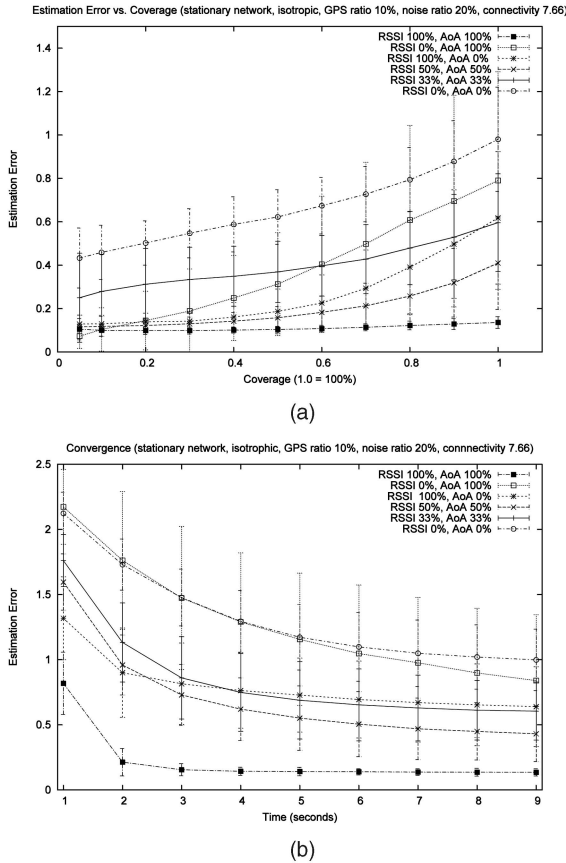 Estimation Error vs. Coverage (stationary network, isotropic, GPS ratio 10%, noise ratio 20%, connectivity 7.66)
1.4
1.2
1
0.8
0.6
0.4
0.2
0
Estimation Error
RSSI 100%, AoA 100%
RSSI 0%, AoA 100%
RSSI 100%, AoA 0%
RSSI 50%, AoA 50%
RSSI 33%, AoA 33%
RSSI 0%, AoA 0%
0 0.2 0.4 0.6 0.8 1
Coverage (1.0 = 100%)
(a)
Convergence (stationary network, isotrophic, GPS ratio 10%, noise ratio 20%, connnectivity 7.66)
2.5
2
1.5
1
0.5
0
Estimation Error
RSSI 100%, AoA 100%
RSSI 0%, AoA 100%
RSSI 100%, AoA 0%
RSSI 50%, AoA 50%
RSSI 33%, AoA 33%
RSSI 0%, AoA 0%
1 2 3 4 5 6 7 8 9
Time (seconds)
(b)